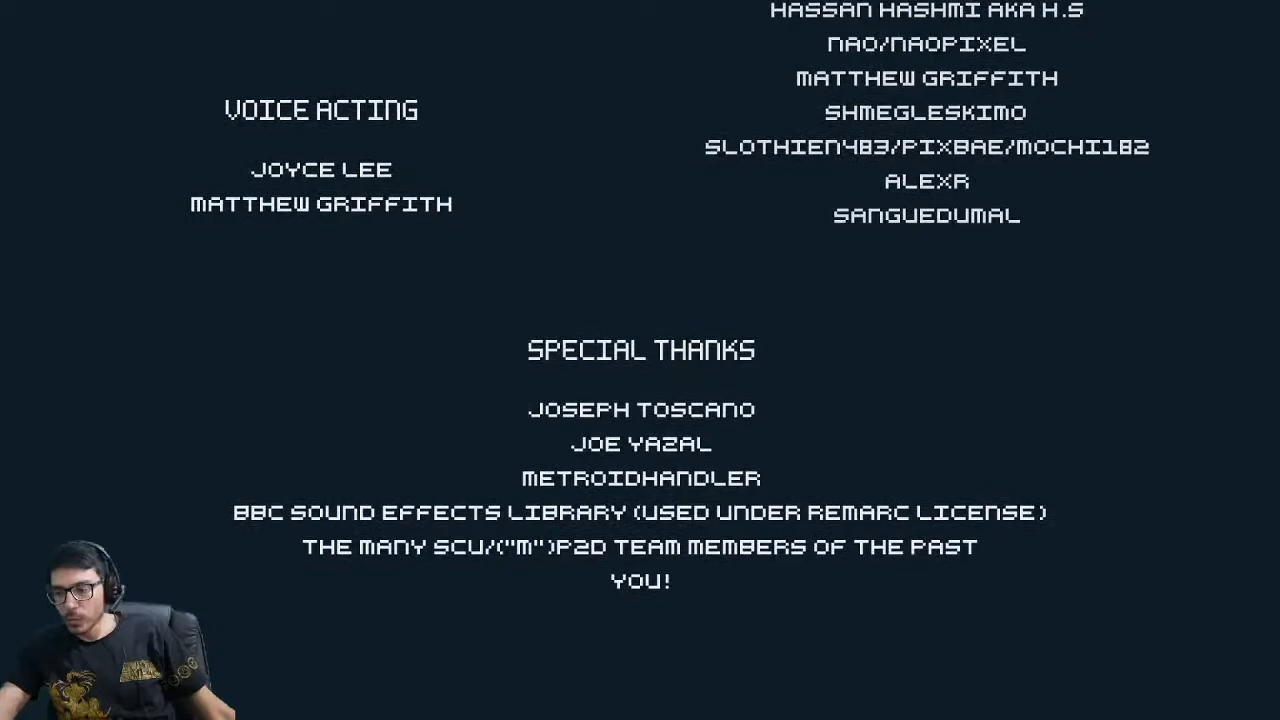 VOICE ACTING
JOYCE LEE
MATTHEW GRIFFITH
HASSAN HASHMI AKA H.S
NAO/NAOPIXEL
MATTHEW GRIFFITH
SHMEGLESKIMO
SLOTHIEN483/PIXBAE/MOCHI182
ALEXR
SANGUEDUMAL
SPECIAL THANKS
JOSEPH TOSCANO
JOE YAZAL
METROIDHANDLER
BBC SOUND EFFECTS LIBRARY (USED UNDER REMARC LICENSE)
THE MANY SCU/("M")P2D TEAM MEMBERS OF THE PAST
YOU!